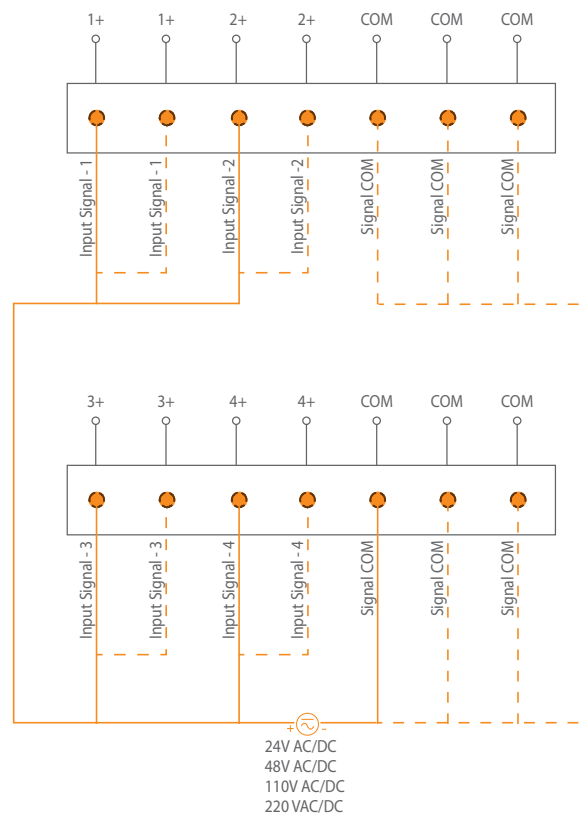 1+ 1+ 2+ 2+ COM COM COM
Input Signal - 1
Input Signal - 1
Input Signal -2
Input Signal -2
Signal COM
Signal COM
Signal COM
3+ 3+ 4+ 4+ COM COM COM
Input Signal - 3
Input Signal - 3
Input Signal - 4
Input Signal - 4
Signal COM
Signal COM
Signal COM
+ -
24V AC/DC
48V AC/DC
110V AC/DC
220 VAC/DC